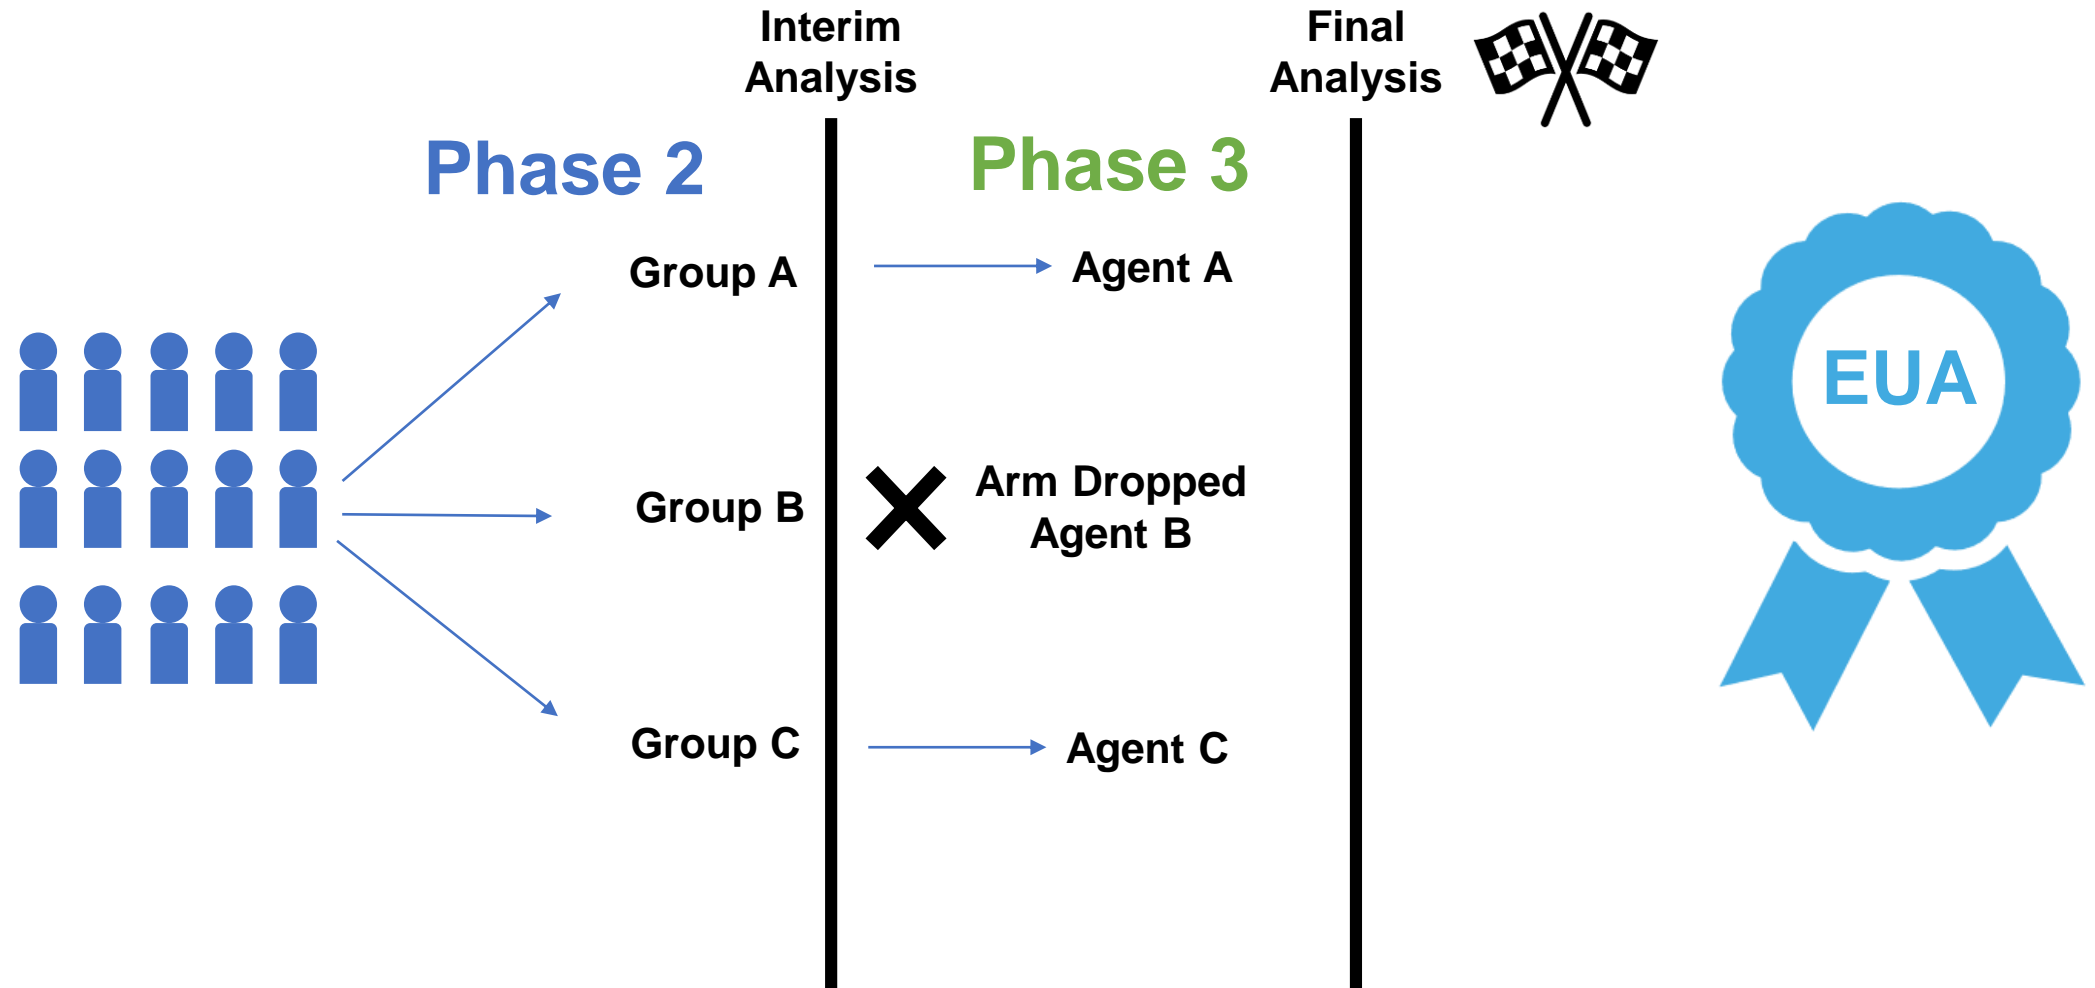 Interim
Analysis
Final
Analysis
Phase 2
Phase 3
Group A
Agent A
Group B
Arm Dropped
Agent B
Group C
Agent C
EUA